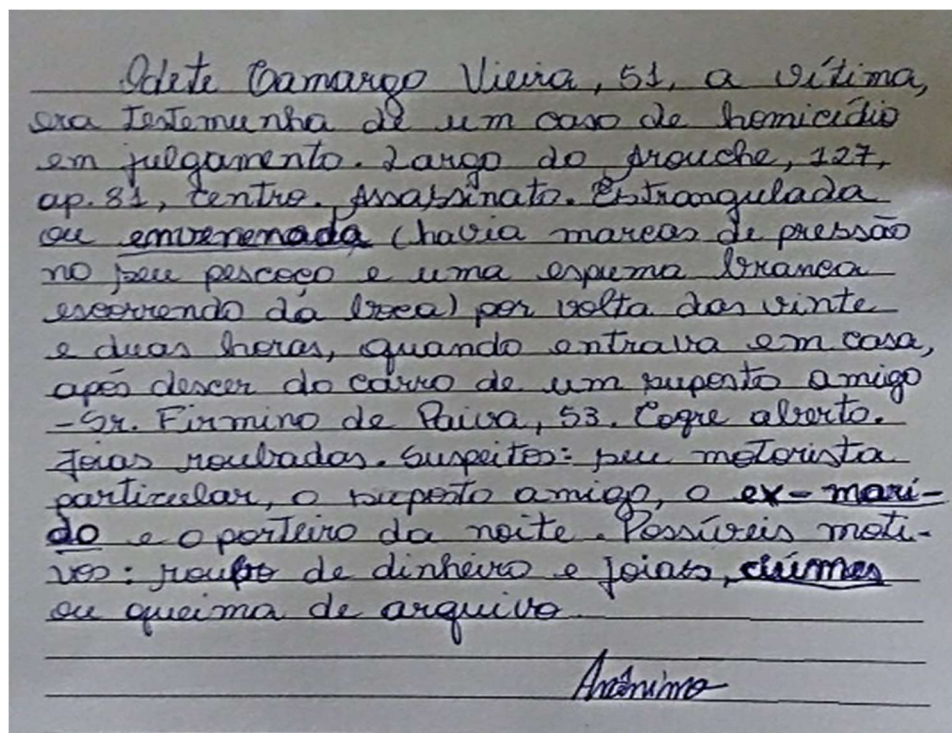 Odete Camargo Vieira, 51, a vítima,
era Testemunha de um caso de homicídio
em julgamento. Largo do Arouche, 127,
ap. 81, centro. Assassinato. Estrangulada
ou envenenada (havia marcas de pressão
no seu pescoço e uma espuma branca
escorrendo da boca) por volta das vinte
e duas horas, quando entrava em casa,
após descer do carro de um suposto amigo
- Sr. Firmino de Paiva, 53. Cofre aberto.
Joias roubadas. Suspeitos: seu motorista
particular, o suposto amigo, o ex-mari-
do e o porteiro da noite. Possíveis moti-
vos: roubo de dinheiro e joias, ciúmes
ou queima de arquivo.
Anônimo